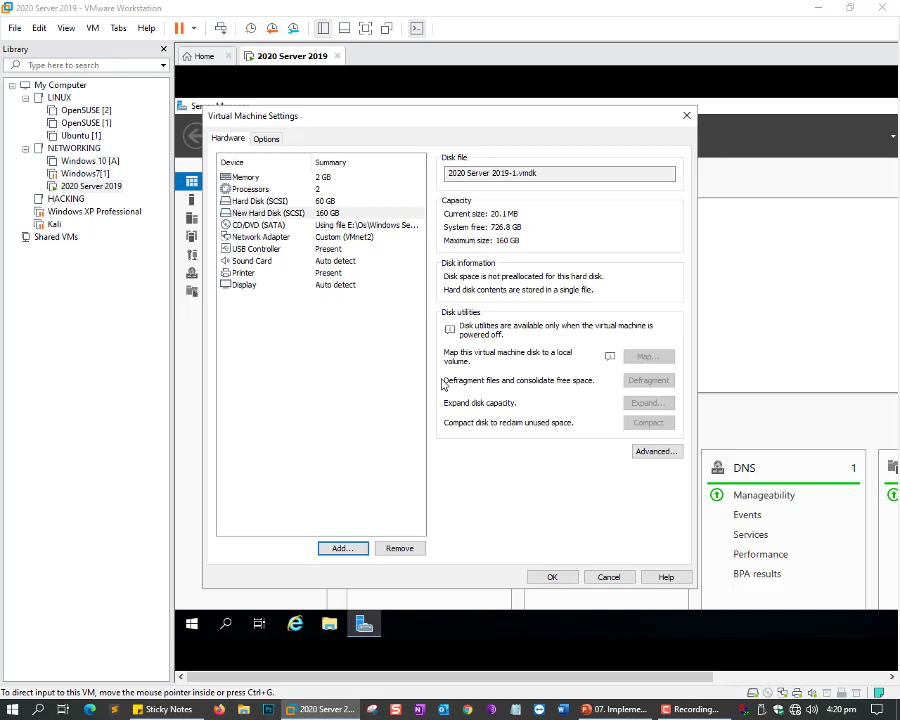 2020 Server 2019 - VMware Workstation
File Edit View VM Tabs Help
Library
Type here to search
My Computer
LINUX
OpenSUSE [2]
OpenSUSE [1]
Ubuntu [1]
NETWORKING
Windows 10 [A]
Windows7[1]
2020 Server 2019
HACKING
Windows XP Professional
Kali
Shared VMs
Home
2020 Server 2019
Virtual Machine Settings
Hardware Options
Device Summary
Memory 2 GB
Processors 2
Hard Disk (SCSI) 60 GB
New Hard Disk (SCSI) 160 GB
CD/DVD (SATA) Using file E:\Os\Windows Se...
Network Adapter Custom (VMnet2)
USB Controller Present
Sound Card Auto detect
Printer Present
Display Auto detect
Add... Remove
Disk file
2020 Server 2019-1.vmdk
Capacity
Current size: 20.1 MB
System free: 726.8 GB
Maximum size: 160 GB
Disk information
Disk space is not preallocated for this hard disk.
Hard disk contents are stored in a single file.
Disk utilities
Disk utilities are available only when the virtual machine is
powered off.
Map this virtual machine disk to a local
volume.
Map...
Defragment files and consolidate free space. Defragment
Expand disk capacity. Expand...
Compact disk to reclaim unused space. Compact
Advanced...
OK Cancel Help
DNS 1
Manageability
Events
Services
Performance
BPA results
To direct input to this VM, move the mouse pointer inside or press Ctrl+G.
Sticky Notes
2020 Server 2...
07. Impleme...
Recording...
4:20 pm